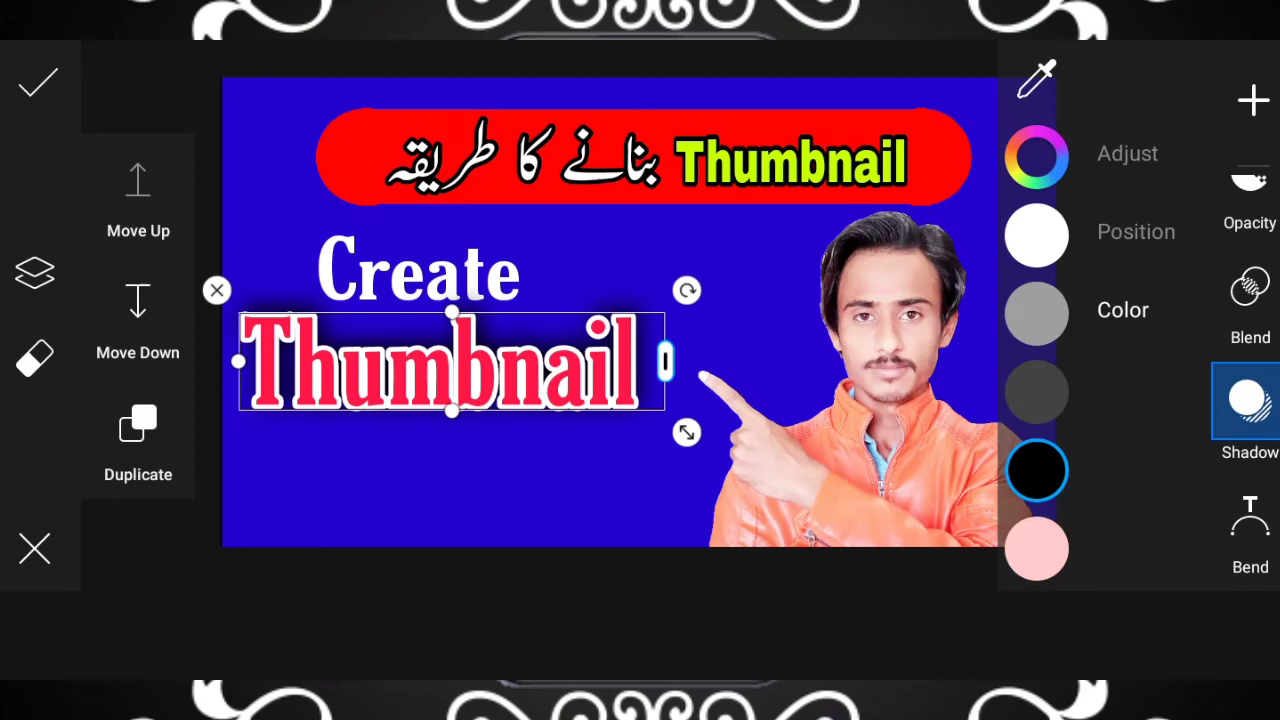 Thumbnail بنانے کا طریقہ
Create
Thumbnail
Move Up
Move Down
Duplicate
Adjust
Position
Color
Opacity
Blend
Shadow
Bend